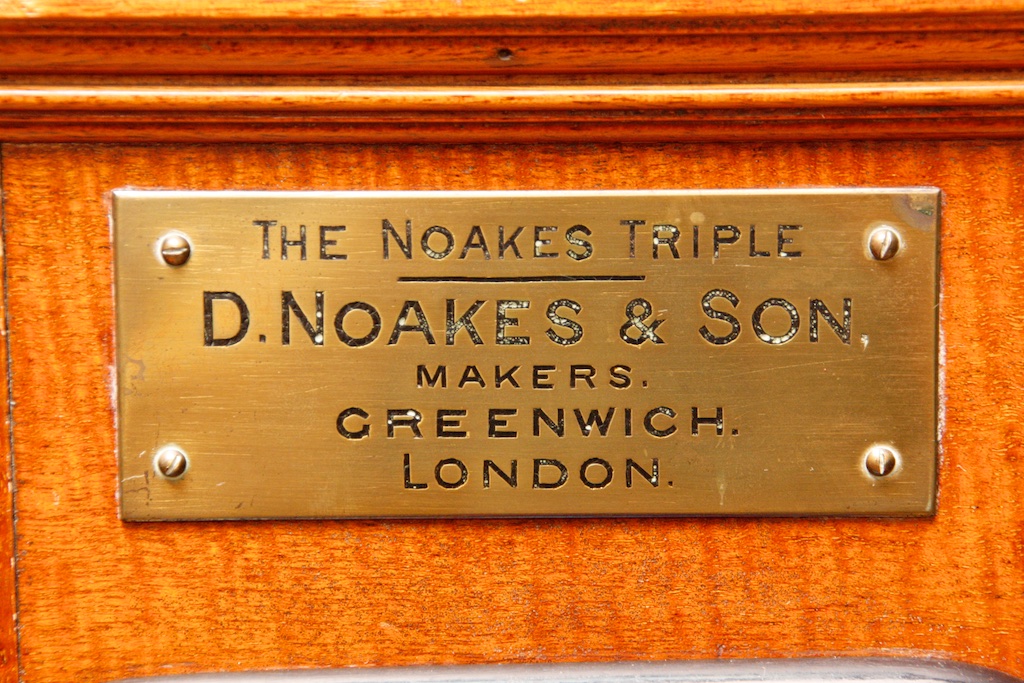 THE NOAKES TRIPLE
D. NOAKES & SON.
MAKERS.
GREENWICH.
LONDON.